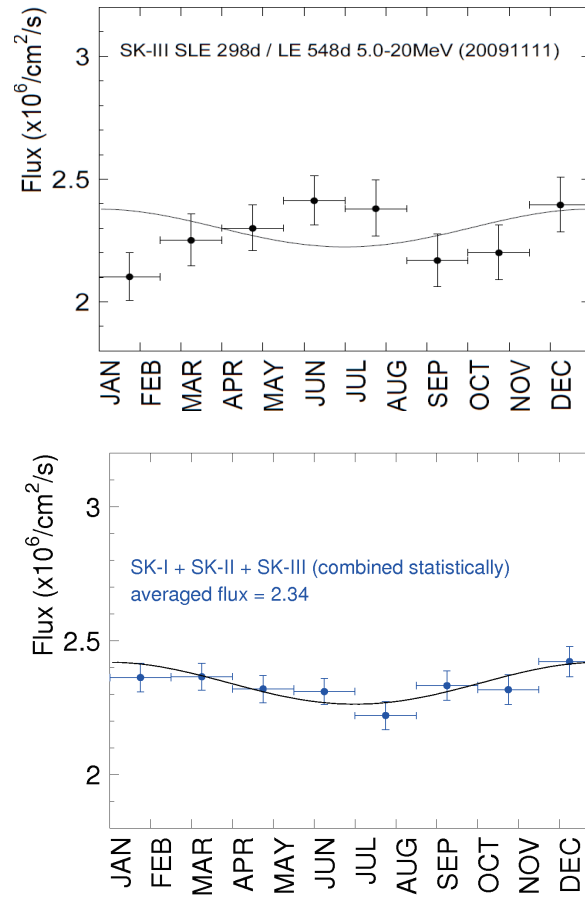 SK-III SLE 298d / LE 548d 5.0-20MeV (20091111)
Flux (x10⁶/cm²/s)
3
2.5
2
JAN
FEB
MAR
APR
MAY
JUN
JUL
AUG
SEP
OCT
NOV
DEC
SK-I + SK-II + SK-III (combined statistically)
averaged flux = 2.34
Flux (x10⁶/cm²/s)
3
2.5
2
JAN
FEB
MAR
APR
MAY
JUN
JUL
AUG
SEP
OCT
NOV
DEC